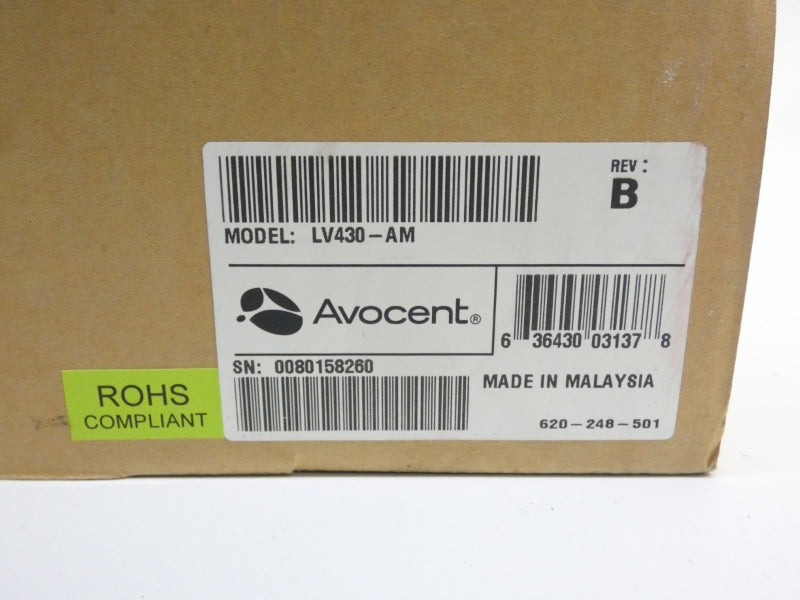 REV:
B
MODEL: LV430-AM
Avocent®
6 36430 03137 8
SN: 0080158260
MADE IN MALAYSIA
620-248-501
ROHS
COMPLIANT